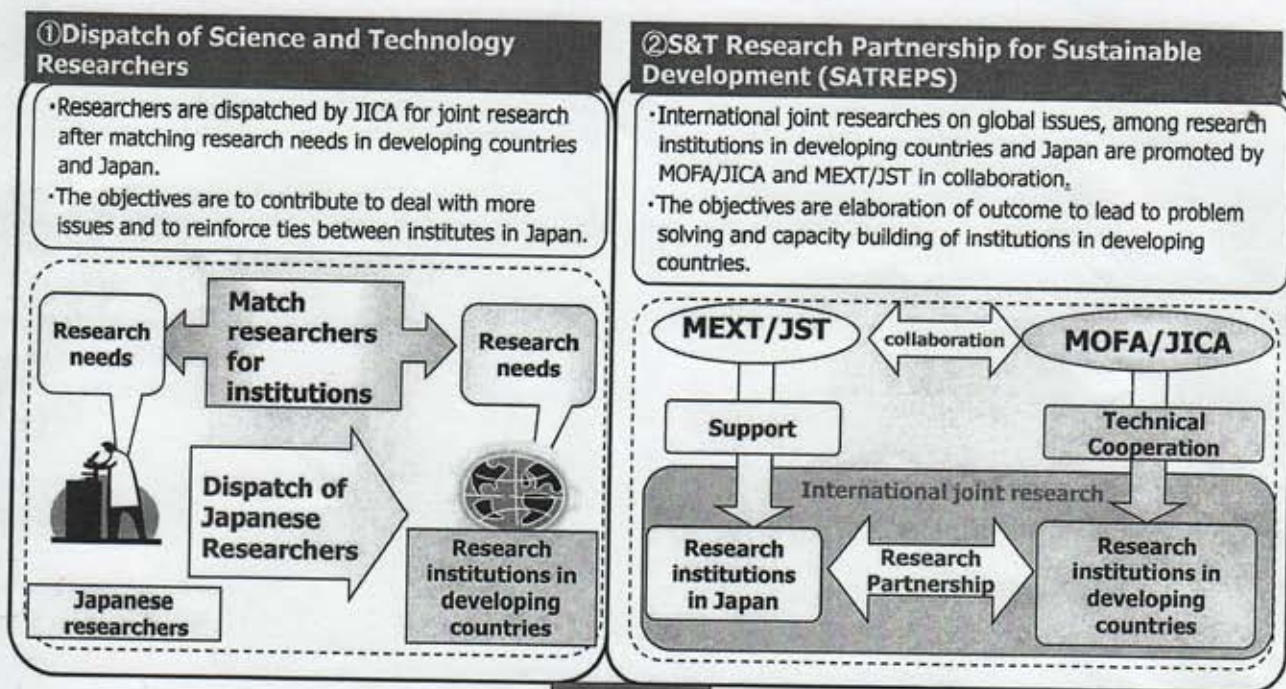 ①Dispatch of Science and Technology
Researchers
・Researchers are dispatched by JICA for joint research
after matching research needs in developing countries
and Japan.
・The objectives are to contribute to deal with more
issues and to reinforce ties between institutes in Japan.
Research
needs
Match
researchers
for
institutions
Research
needs
Dispatch of
Japanese
Researchers
Japanese
researchers
Research
institutions in
developing
countries
②S&T Research Partnership for Sustainable
Development (SATREPS)
・International joint researches on global issues, among research
institutions in developing countries and Japan are promoted by
MOFA/JICA and MEXT/JST in collaboration.
・The objectives are elaboration of outcome to lead to problem
solving and capacity building of institutions in developing
countries.
MEXT/JST
collaboration
MOFA/JICA
Support
Technical
Cooperation
International joint research
Research
institutions
in Japan
Research
Partnership
Research
institutions in
developing
countries